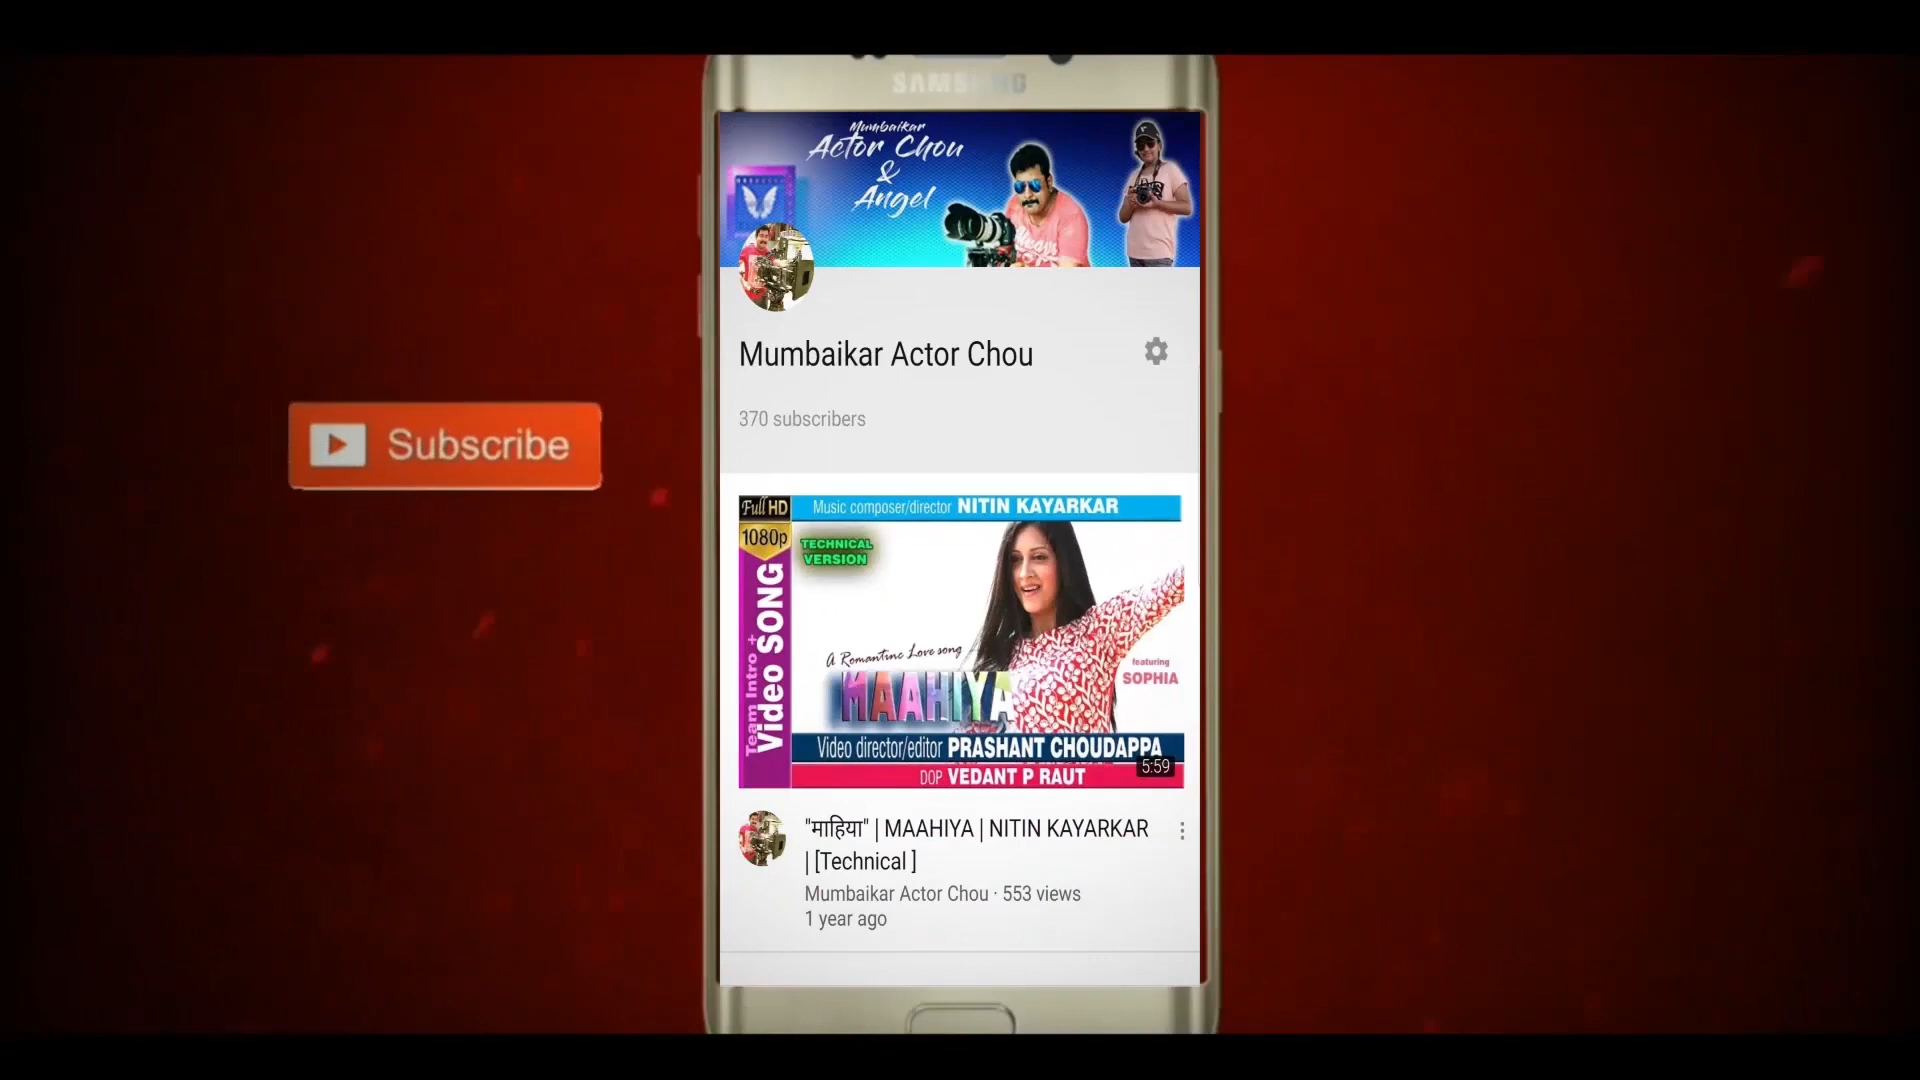 SAMSUNG
Mumbaikar
Actor Chou
&
Angel
Mumbaikar Actor Chou
370 subscribers
Subscribe
Full HD
1080p
Music composer/director NITIN KAYARKAR
TECHNICAL
VERSION
Team Intro +
Video SONG
A Romantinc Love song
MAAHIYA
featuring
SOPHIA
Video director/editor PRASHANT CHOUDAPPA
DOP VEDANT P RAUT
5:59
"माहिया" | MAAHIYA | NITIN KAYARKAR
| [Technical ]
Mumbaikar Actor Chou · 553 views
1 year ago